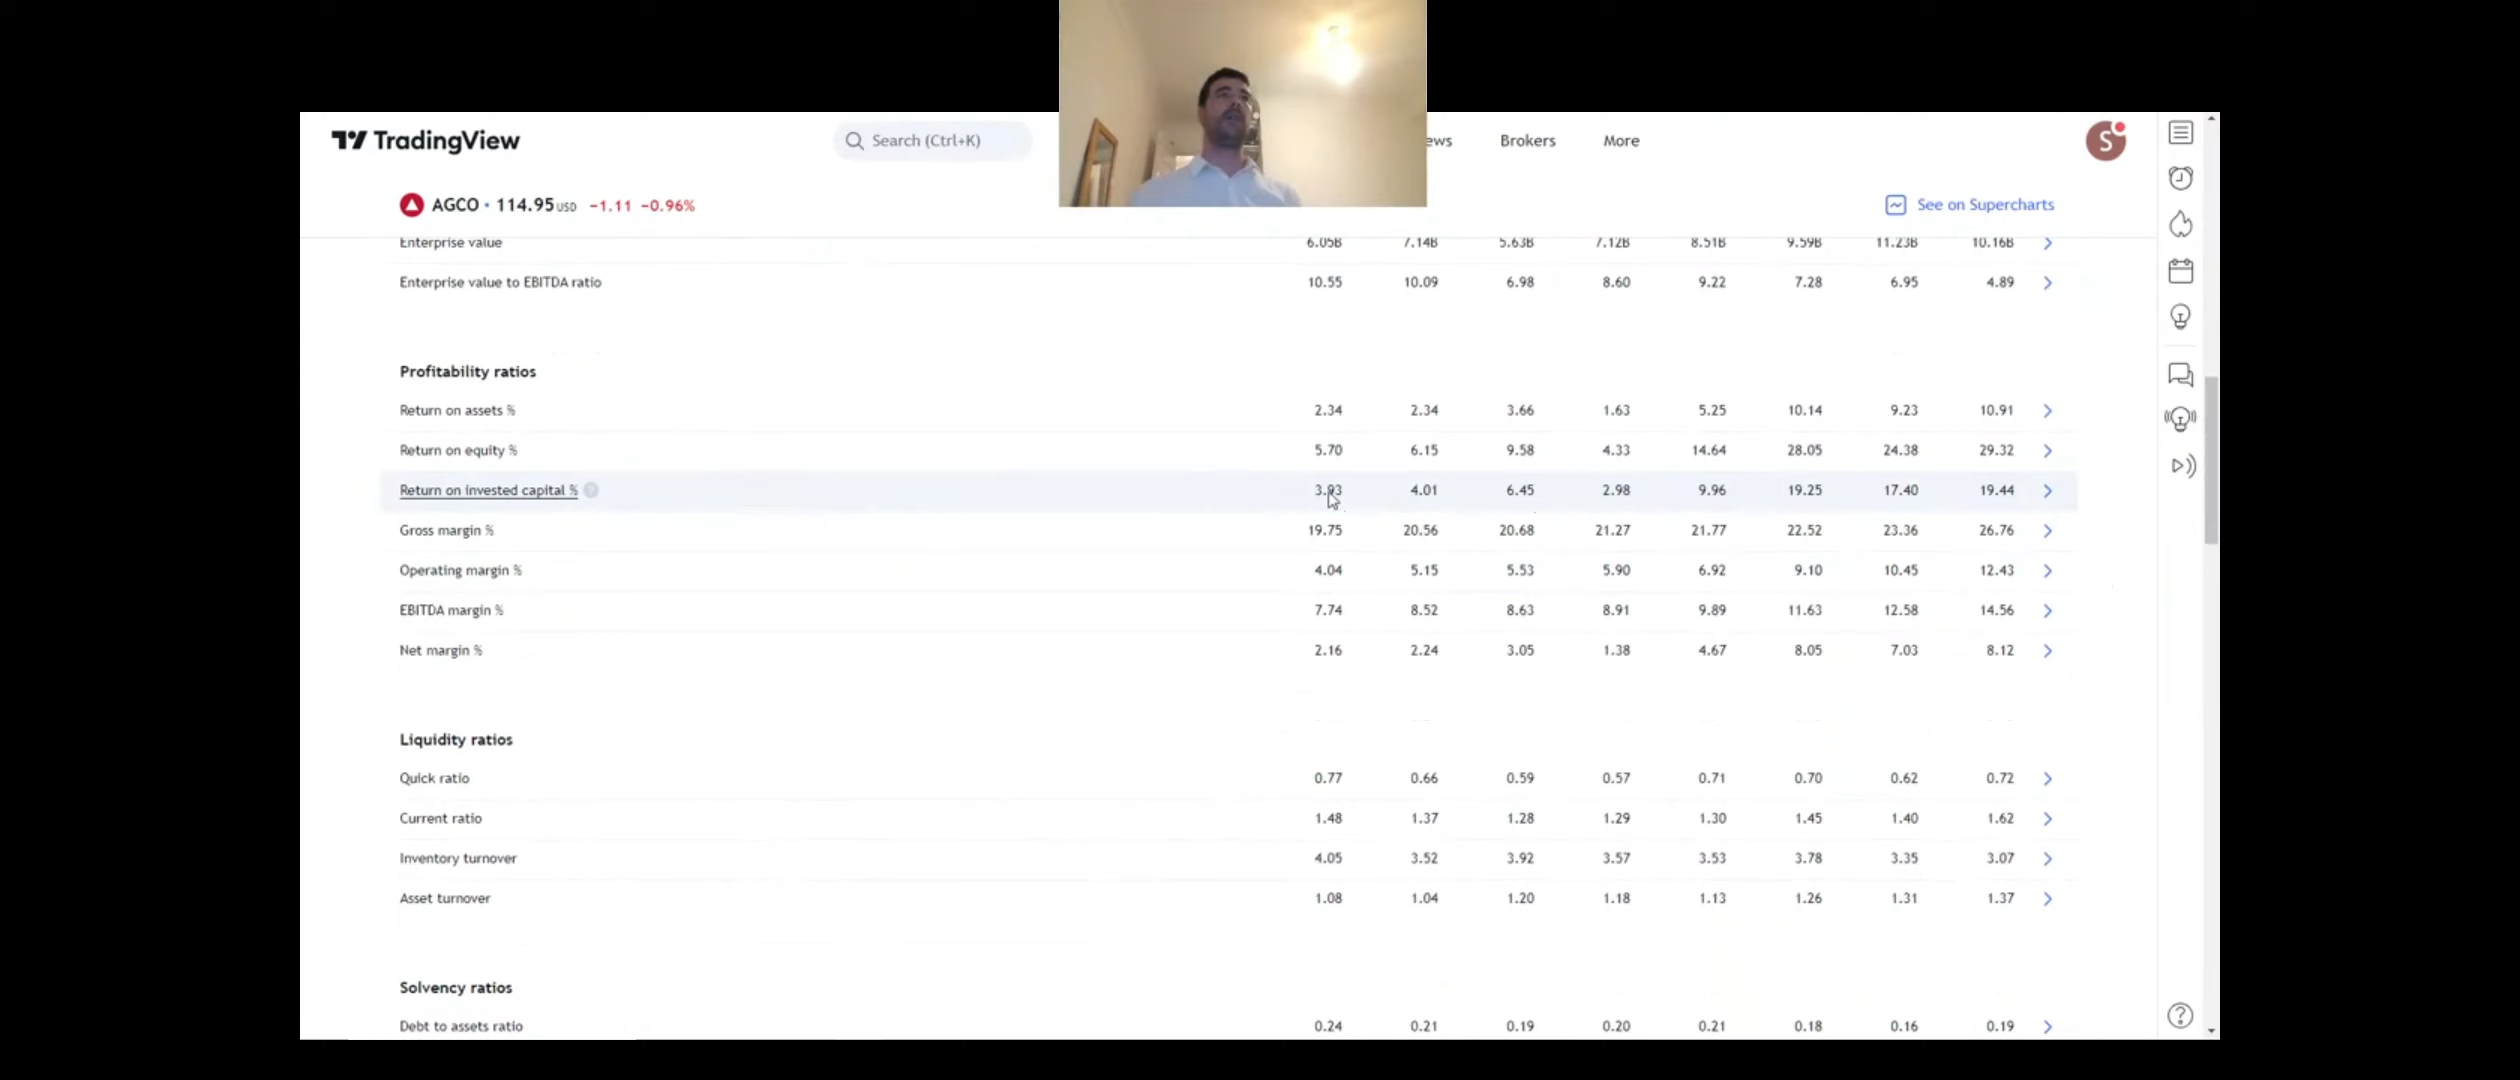 TradingView
Search (Ctrl+K)
ews Brokers More
S
AGCO • 114.95 USD −1.11 −0.96%
See on Supercharts
Enterprise value 6.05B 7.14B 5.63B 7.12B 8.51B 9.59B 11.23B 10.16B
Enterprise value to EBITDA ratio 10.55 10.09 6.98 8.60 9.22 7.28 6.95 4.89
Profitability ratios
Return on assets % 2.34 2.34 3.66 1.63 5.25 10.14 9.23 10.91
Return on equity % 5.70 6.15 9.58 4.33 14.64 28.05 24.38 29.32
Return on invested capital % 4.01 6.45 2.98 9.96 19.25 17.40 19.44
Gross margin % 19.75 20.56 20.68 21.27 21.77 22.52 23.36 26.76
Operating margin % 4.04 5.15 5.53 5.90 6.92 9.10 10.45 12.43
EBITDA margin % 7.74 8.52 8.63 8.91 9.89 11.63 12.58 14.56
Net margin % 2.16 2.24 3.05 1.38 4.67 8.05 7.03 8.12
Liquidity ratios
Quick ratio 0.77 0.66 0.59 0.57 0.71 0.70 0.62 0.72
Current ratio 1.48 1.37 1.28 1.29 1.30 1.45 1.40 1.62
Inventory turnover 4.05 3.52 3.92 3.57 3.53 3.78 3.35 3.07
Asset turnover 1.08 1.04 1.20 1.18 1.13 1.26 1.31 1.37
Solvency ratios
Debt to assets ratio 0.24 0.21 0.19 0.20 0.21 0.18 0.16 0.19